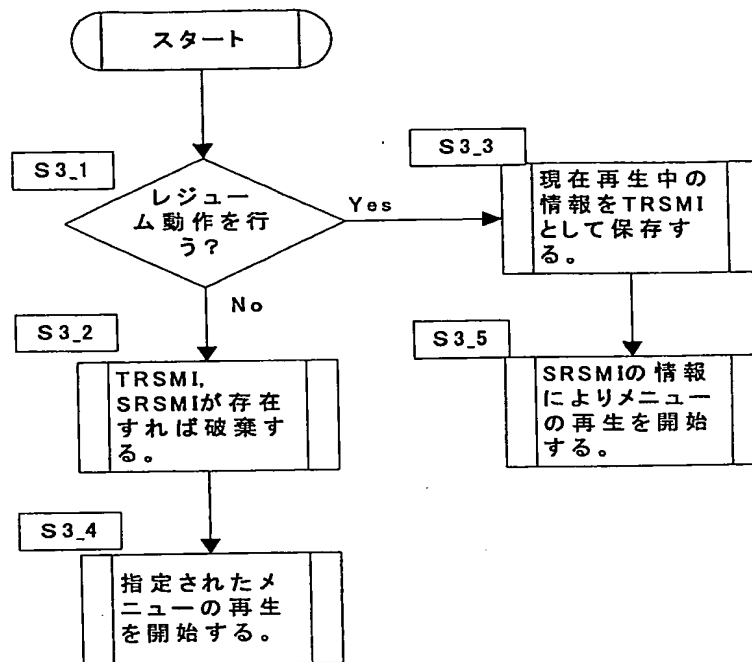 スタート
S3_1
レジュー
ム動作を行
う?
Yes
No
S3_3
現在再生中の
情報をTRSMI
として保存す
る。
S3_2
TRSMI,
SRSMIが存在
すれば破棄す
る。
S3_5
SRSMIの情報
によりメニュー
の再生を開始
する。
S3_4
指定されたメ
ニューの再生
を開始する。